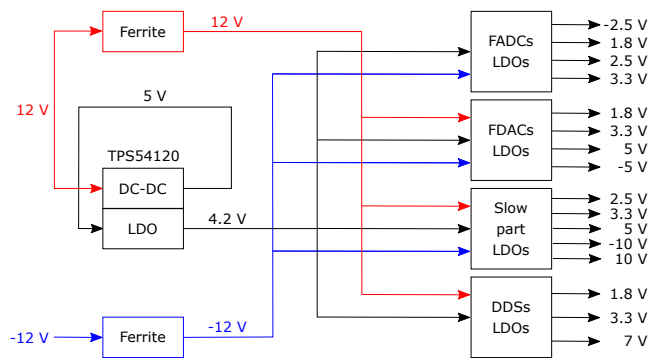 Ferrite
12 V
12 V
5 V
TPS54120
DC-DC
LDO
4.2 V
-12 V
Ferrite
-12 V
FADCs
LDOs
-2.5 V
1.8 V
2.5 V
3.3 V
FDACs
LDOs
1.8 V
3.3 V
5 V
-5 V
Slow
part
LDOs
2.5 V
3.3 V
5 V
-10 V
10 V
DDSs
LDOs
1.8 V
3.3 V
7 V